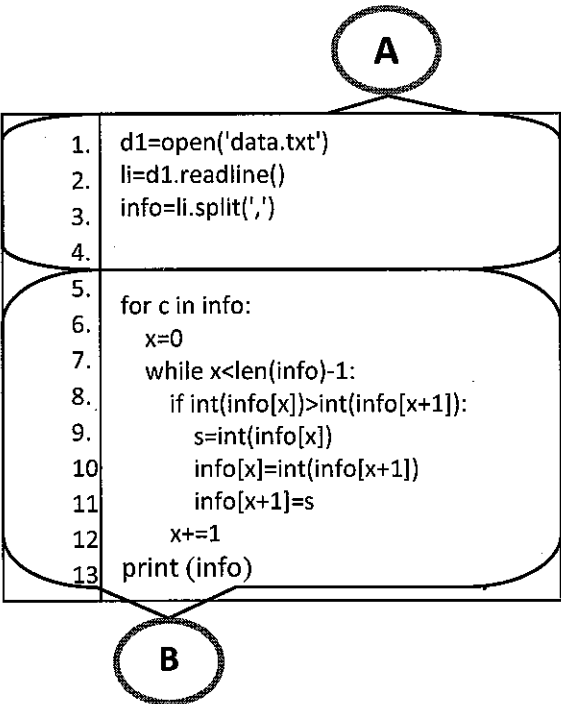 A
1. d1=open('data.txt')
2. li=d1.readline()
3. info=li.split(',')
4.
5. for c in info:
6. x=0
7. while x<len(info)-1:
8. if int(info[x])>int(info[x+1]):
9. s=int(info[x])
10 info[x]=int(info[x+1])
11 info[x+1]=s
12 x+=1
13 print (info)
B